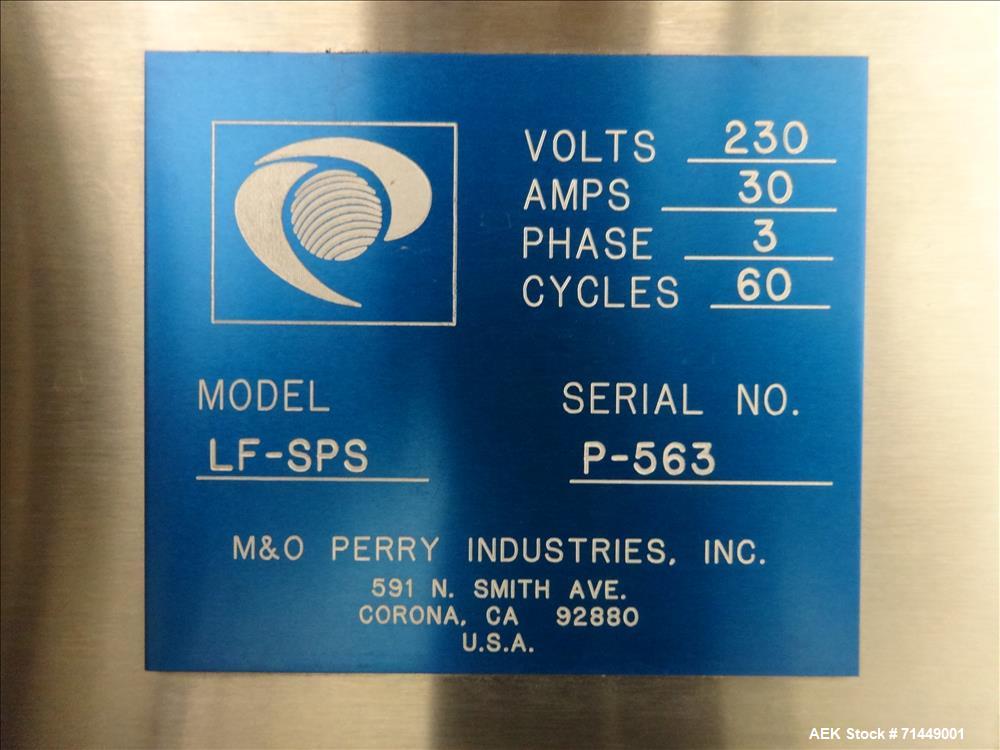 VOLTS 230
AMPS 30
PHASE 3
CYCLES 60
MODEL SERIAL NO.
LF-SPS P-563
M&O PERRY INDUSTRIES, INC.
591 N. SMITH AVE.
CORONA, CA 92880
U.S.A.
AEK Stock #71449001